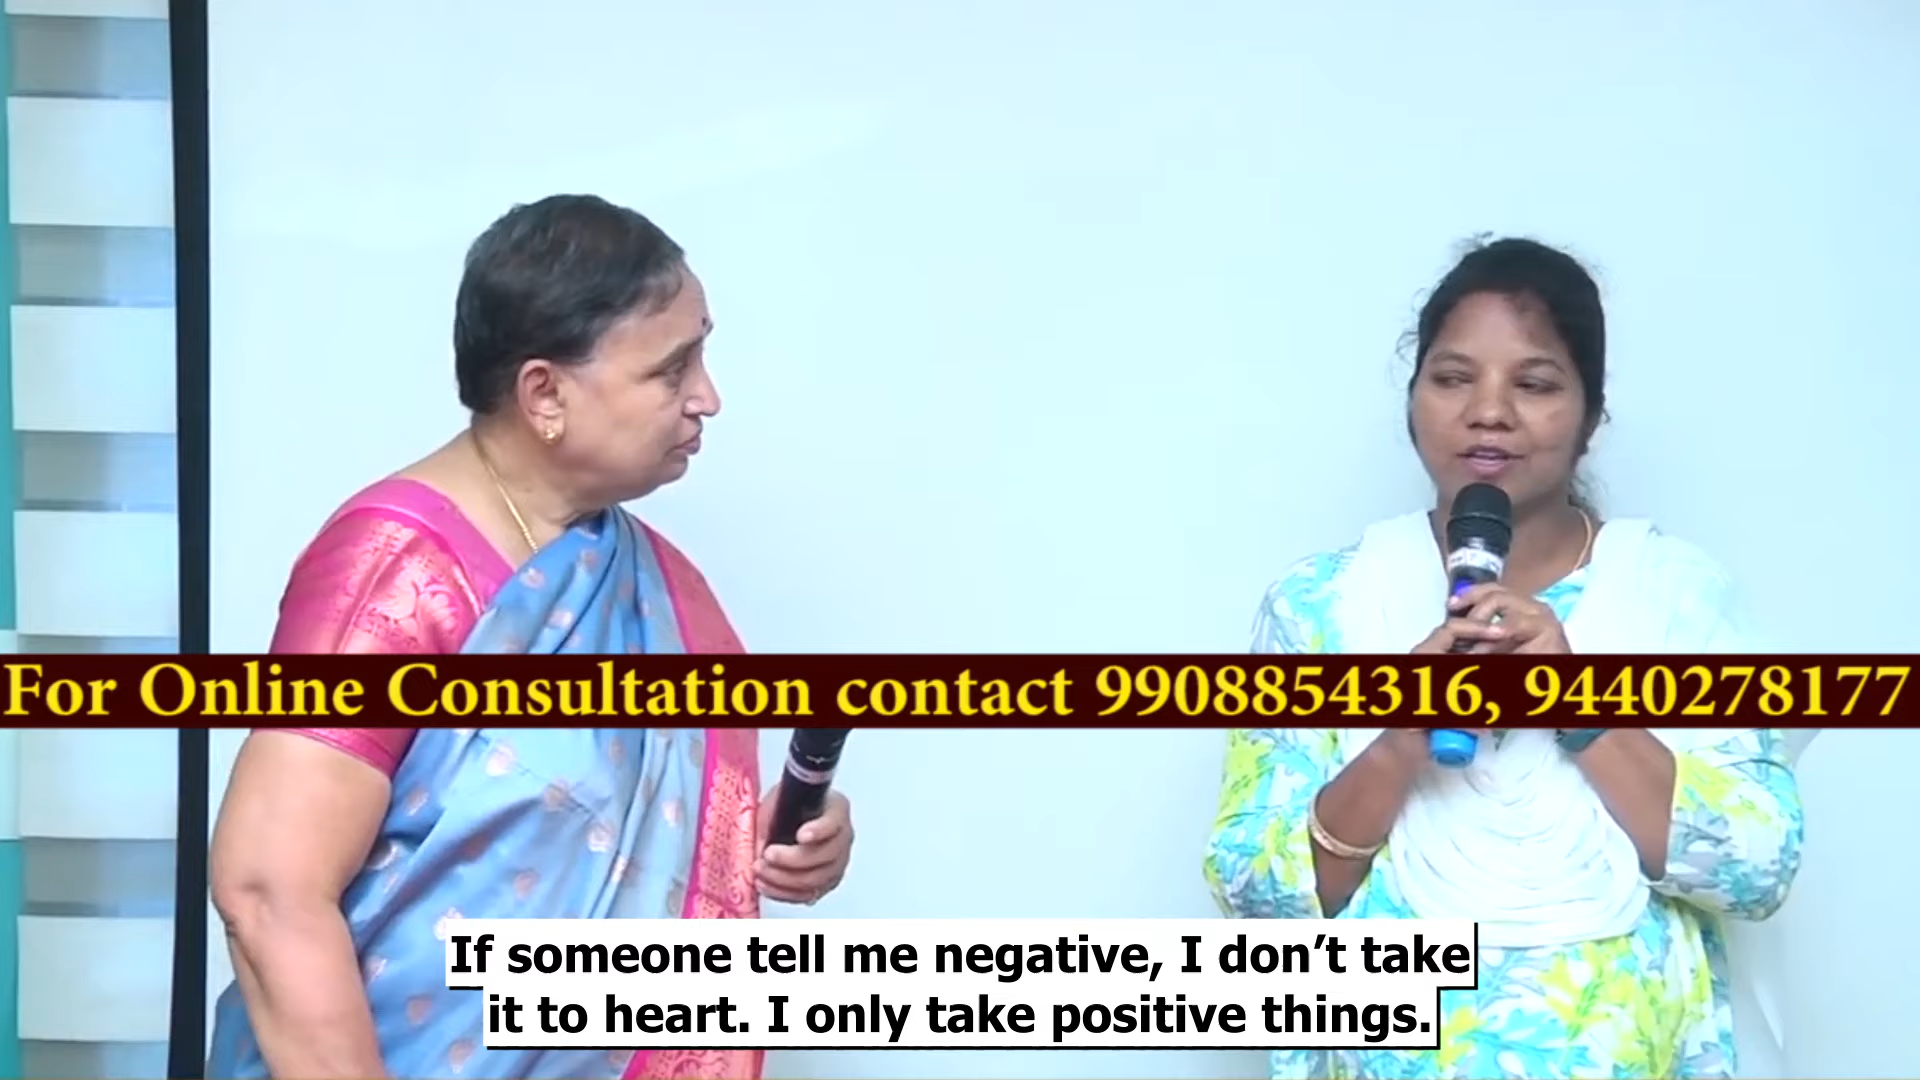 For Online Consultation contact 9908854316, 9440278177
If someone tell me negative, I don’t take
it to heart. I only take positive things.